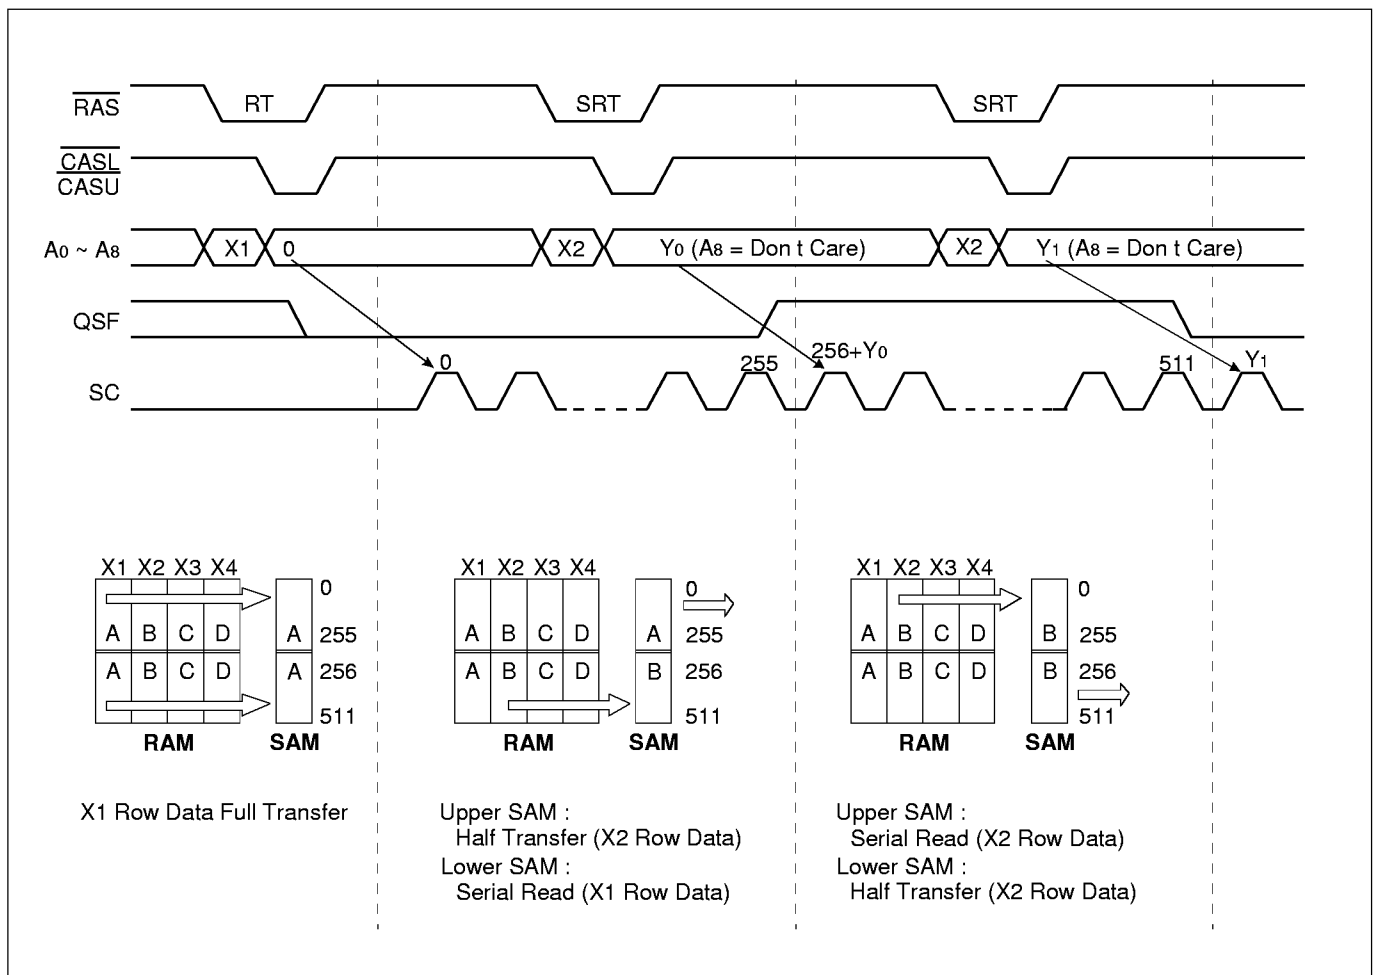 RAS RT SRT SRT
CASL
CASU
A0 ~ A8 X1 0 X2 Y0 (A8 = Don t Care) X2 Y1 (A8 = Don t Care)
QSF
SC 0 255 256+Y0 511 Y1
X1 X2 X3 X4 X1 X2 X3 X4 X1 X2 X3 X4
0 0 0
A B C D A 255 A B C D A 255 A B C D B 255
A B C D A 256 A B C D B 256 A B C D B 256
511 511 511
RAM SAM RAM SAM RAM SAM
X1 Row Data Full Transfer
Upper SAM :
Half Transfer (X2 Row Data)
Lower SAM :
Serial Read (X1 Row Data)
Upper SAM :
Serial Read (X2 Row Data)
Lower SAM :
Half Transfer (X2 Row Data)